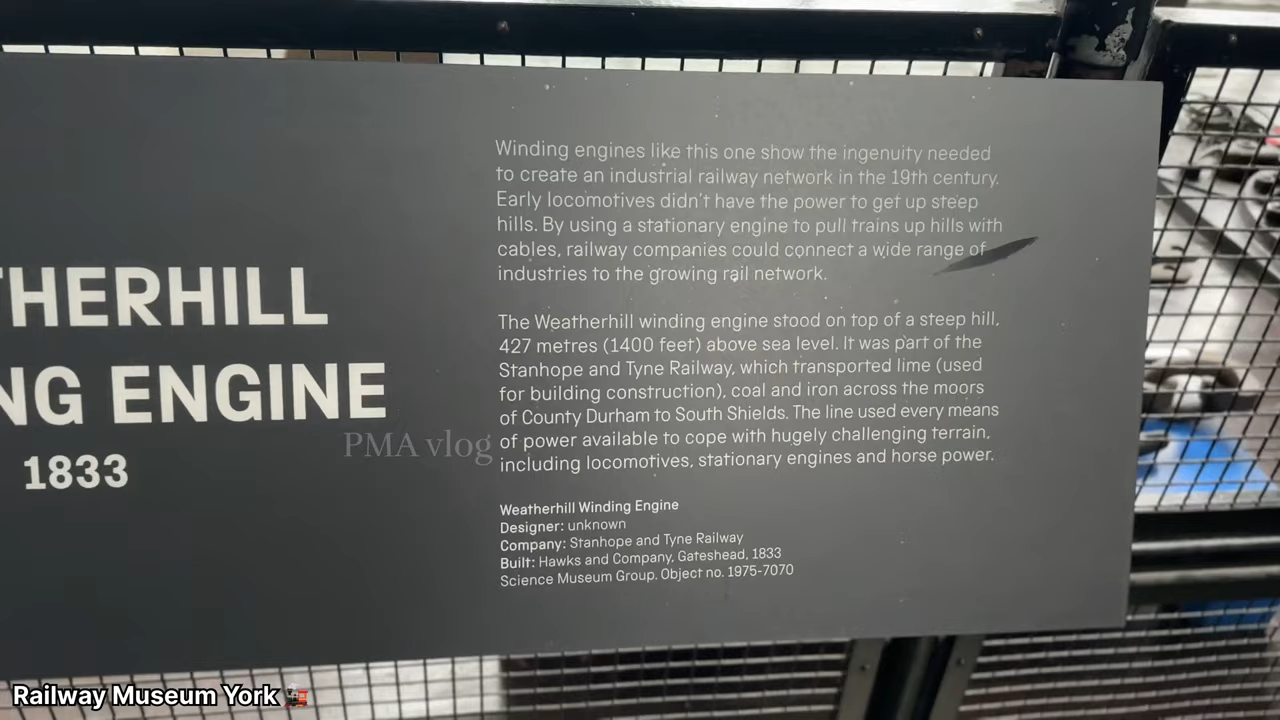 THERHILL
NG ENGINE
1833
Winding engines like this one show the ingenuity needed
to create an industrial railway network in the 19th century.
Early locomotives didn't have the power to get up steep
hills. By using a stationary engine to pull trains up hills with
cables, railway companies could connect a wide range of
industries to the growing rail network.
The Weatherhill winding engine stood on top of a steep hill,
427 metres (1400 feet) above sea level. It was part of the
Stanhope and Tyne Railway, which transported lime (used
for building construction), coal and iron across the moors
of County Durham to South Shields. The line used every means
of power available to cope with hugely challenging terrain,
including locomotives, stationary engines and horse power.
Weatherhill Winding Engine
Designer: unknown
Company: Stanhope and Tyne Railway
Built: Hawks and Company, Gateshead, 1833
Science Museum Group. Object no. 1975-7070
PMA vlog
Railway Museum York 🚂